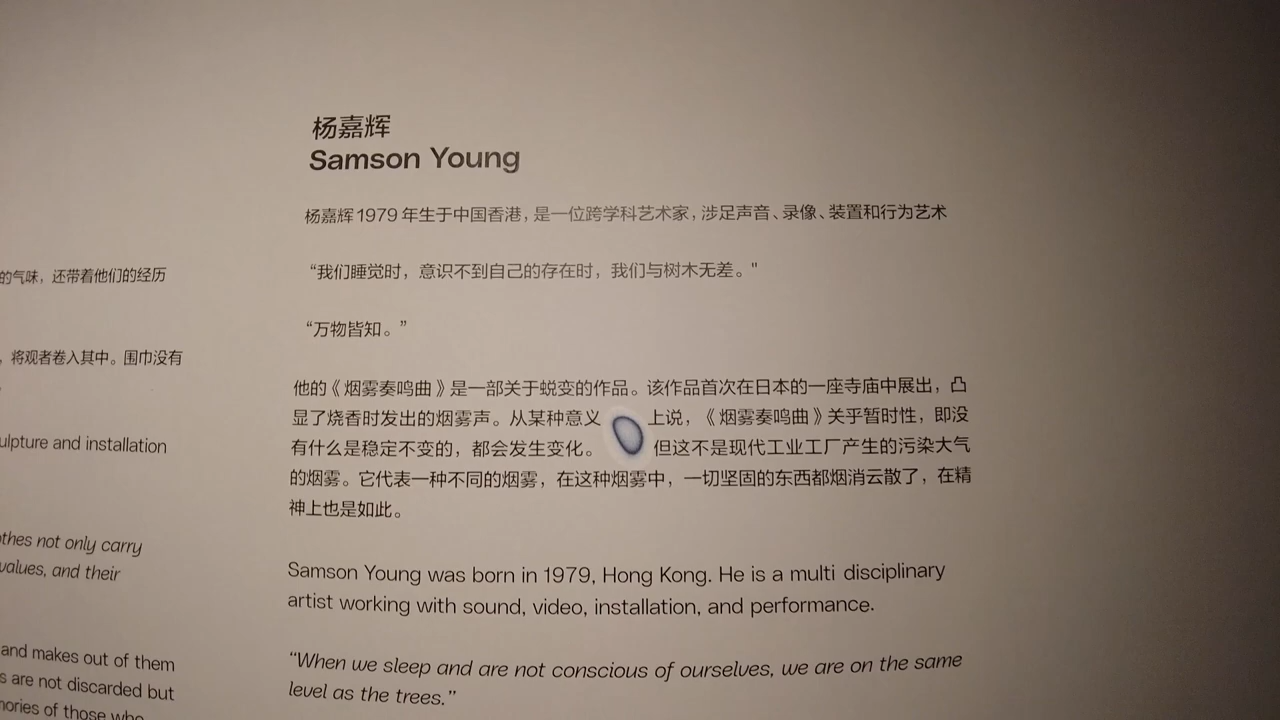 的气味，还带着他们的经历
，将观者卷入其中。围巾没有
sculpture and installation
not only carry
values, and their
and makes out of them
are not discarded but
of those who
杨嘉辉
Samson Young
杨嘉辉1979年生于中国香港，是一位跨学科艺术家，涉足声音、录像、装置和行为艺术
“我们睡觉时，意识不到自己的存在时，我们与树木无差。"
“万物皆知。”
他的《烟雾奏鸣曲》是一部关于蜕变的作品。该作品首次在日本的一座寺庙中展出，凸
显了烧香时发出的烟雾声。从某种意义上说，《烟雾奏鸣曲》关乎暂时性，即没
有什么是稳定不变的，都会发生变化。但这不是现代工业工厂产生的污染大气
的烟雾。它代表一种不同的烟雾，在这种烟雾中，一切坚固的东西都烟消云散了，在精
神上也是如此。
Samson Young was born in 1979, Hong Kong. He is a multi disciplinary
artist working with sound, video, installation, and performance.
“When we sleep and are not conscious of ourselves, we are on the same
level as the trees.”